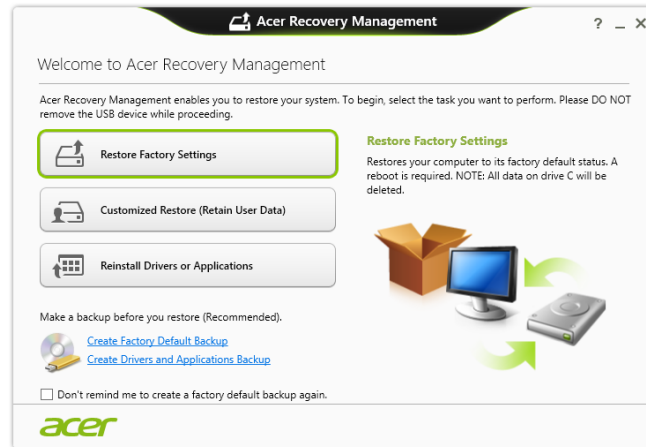 Acer Recovery Management
Welcome to Acer Recovery Management
Acer Recovery Management enables you to restore your system. To begin, select the task you want to perform. Please DO NOT
remove the USB device while proceeding.
Restore Factory Settings
Customized Restore (Retain User Data)
Reinstall Drivers or Applications
Restore Factory Settings
Restores your computer to its factory default status. A
reboot is required. NOTE: All data on drive C will be
deleted.
Make a backup before you restore (Recommended).
Create Factory Default Backup
Create Drivers and Applications Backup
Don't remind me to create a factory default backup again.
acer